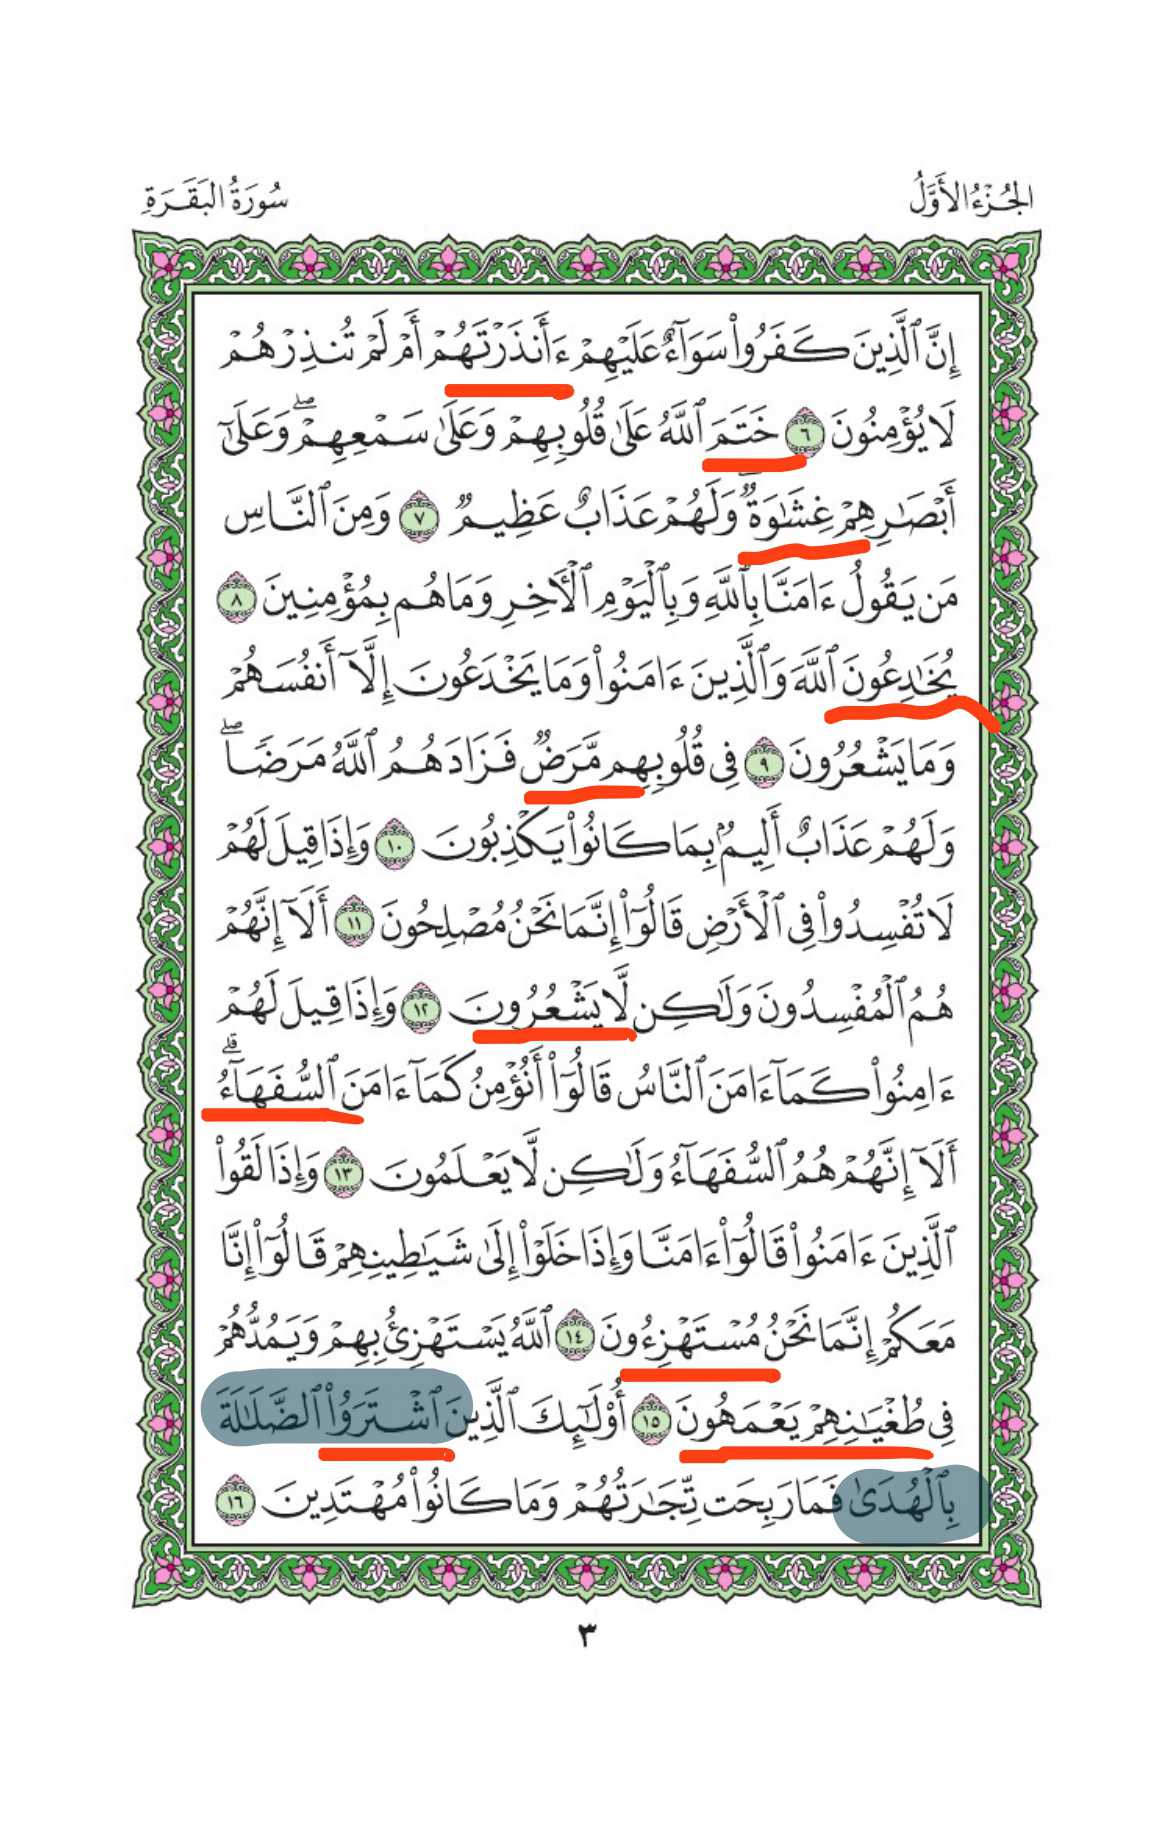 الجُزْءُ الأَوَّلُ
سُورَةُ البَقَرَةِ
إِنَّ ٱلَّذِينَ كَفَرُواْ سَوَآءٌ عَلَيْهِمْ ءَأَنذَرْتَهُمْ أَمْ لَمْ تُنذِرْهُمْ
لَا يُؤْمِنُونَ ٦ خَتَمَ ٱللَّهُ عَلَىٰ قُلُوبِهِمْ وَعَلَىٰ سَمْعِهِمْۖ وَعَلَىٰٓ
أَبْصَٰرِهِمْ غِشَٰوَةٌۖ وَلَهُمْ عَذَابٌ عَظِيمٌ ٧ وَمِنَ ٱلنَّاسِ
مَن يَقُولُ ءَامَنَّا بِٱللَّهِ وَبِٱلْيَوْمِ ٱلْأَخِرِ وَمَا هُم بِمُؤْمِنِينَ ٨
يُخَٰدِعُونَ ٱللَّهَ وَٱلَّذِينَ ءَامَنُواْ وَمَا يَخْدَعُونَ إِلَّآ أَنفُسَهُمْ
وَمَا يَشْعُرُونَ ٩ فِى قُلُوبِهِم مَّرَضٌ فَزَادَهُمُ ٱللَّهُ مَرَضًاۖ
وَلَهُمْ عَذَابٌ أَلِيمٌۢ بِمَا كَانُواْ يَكْذِبُونَ ١٠ وَإِذَا قِيلَ لَهُمْ
لَا تُفْسِدُواْ فِى ٱلْأَرْضِ قَالُوٓاْ إِنَّمَا نَحْنُ مُصْلِحُونَ ١١ أَلَآ إِنَّهُمْ
هُمُ ٱلْمُفْسِدُونَ وَلَٰكِن لَّا يَشْعُرُونَ ١٢ وَإِذَا قِيلَ لَهُمْ
ءَامِنُواْ كَمَآ ءَامَنَ ٱلنَّاسُ قَالُوٓاْ أَنُؤْمِنُ كَمَآ ءَامَنَ ٱلسُّفَهَآءُۗ
أَلَآ إِنَّهُمْ هُمُ ٱلسُّفَهَآءُ وَلَٰكِن لَّا يَعْلَمُونَ ١٣ وَإِذَا لَقُواْ
ٱلَّذِينَ ءَامَنُواْ قَالُوٓاْ ءَامَنَّا وَإِذَا خَلَوْاْ إِلَىٰ شَيَٰطِينِهِمْ قَالُوٓاْ إِنَّا
مَعَكُمْ إِنَّمَا نَحْنُ مُسْتَهْزِءُونَ ١٤ ٱللَّهُ يَسْتَهْزِئُ بِهِمْ وَيَمُدُّهُمْ
فِى طُغْيَٰنِهِمْ يَعْمَهُونَ ١٥ أُوْلَٰٓئِكَ ٱلَّذِينَ ٱشْتَرَوُاْ ٱلضَّلَٰلَةَ
بِٱلْهُدَىٰ فَمَا رَبِحَت تِّجَٰرَتُهُمْ وَمَا كَانُواْ مُهْتَدِينَ ١٦
٣